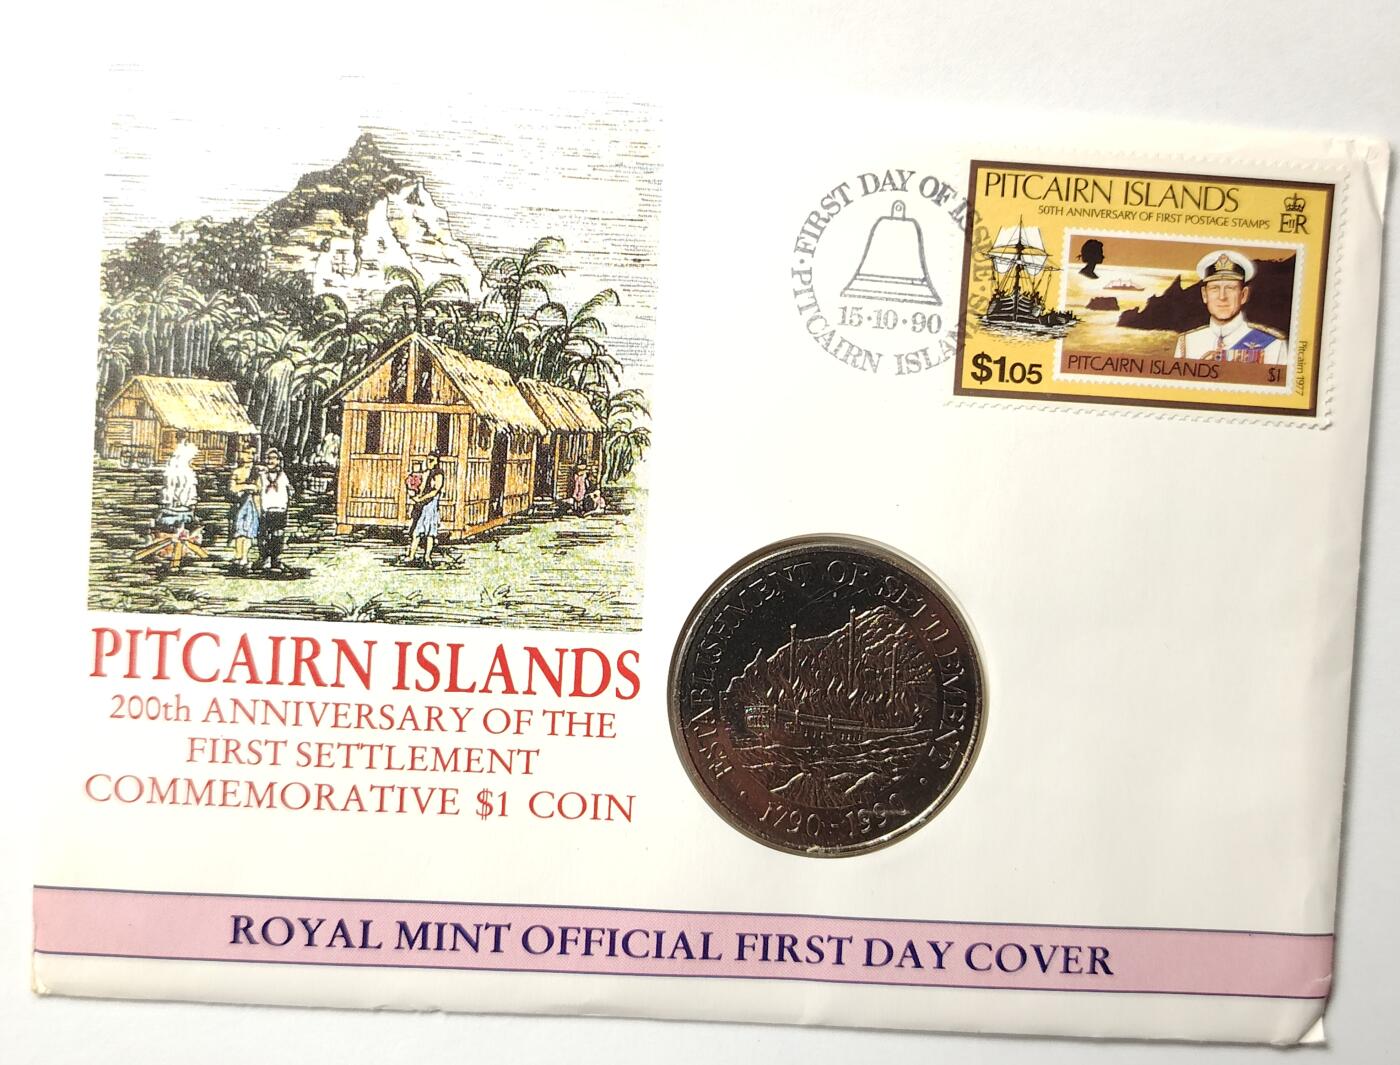 FIRST DAY OF ISSUE
PITCAIRN
15·10·90
PITCAIRN ISLANDS
50TH ANNIVERSARY OF FIRST POSTAGE STAMPS
EIIR
PITCAIRN ISLANDS
$1
$1.05
Pitcairn 1977
ESTABLISHMENT OF SETTLEMENT
1790-1990
PITCAIRN ISLANDS
200th ANNIVERSARY OF THE
FIRST SETTLEMENT
COMMEMORATIVE $1 COIN
ROYAL MINT OFFICIAL FIRST DAY COVER